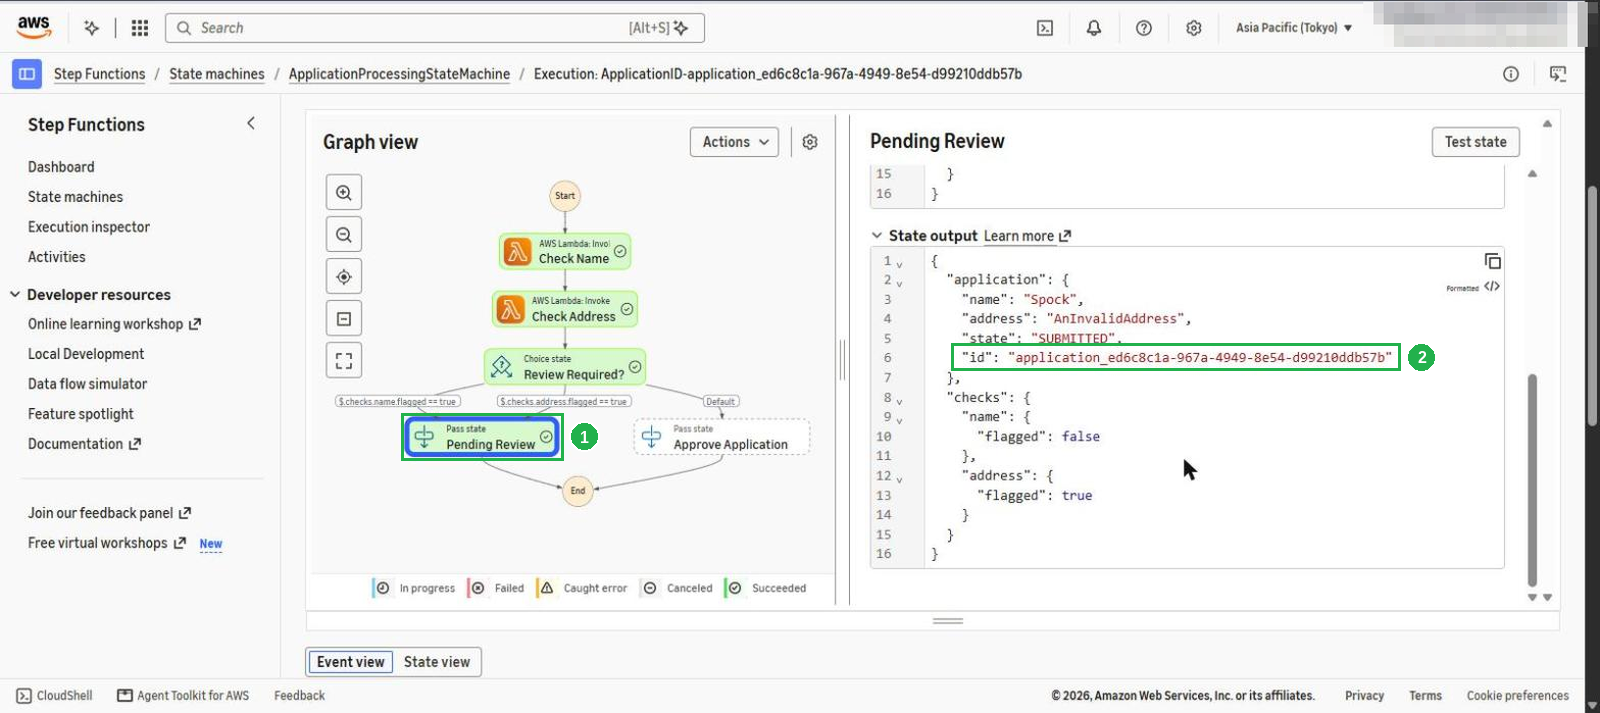 aws
Search
[Alt+S]
Asia Pacific (Tokyo)
Step Functions / State machines / ApplicationProcessingStateMachine / Execution: ApplicationID-application_ed6c8c1a-967a-4949-8e54-d99210ddb57b
Step Functions
Dashboard
State machines
Execution inspector
Activities
Developer resources
Online learning workshop
Local Development
Data flow simulator
Feature spotlight
Documentation
Join our feedback panel
Free virtual workshops New
Graph view
Actions
Start
AWS Lambda: Invol
Check Name
AWS Lambda: Invoke
Check Address
Choice state
Review Required?
$.checks.name.flagged == true
$.checks.address.flagged == true
Default
Pass state
Pending Review
1
Pass state
Approve Application
End
In progress
Failed
Caught error
Canceled
Succeeded
Pending Review
Test state
15 }
16 }
State output Learn more
Formatted
1 {
2 "application": {
3 "name": "Spock",
4 "address": "AnInvalidAddress",
5 "state": "SUBMITTED",
6 "id": "application_ed6c8c1a-967a-4949-8e54-d99210ddb57b"
2
7 },
8 "checks": {
9 "name": {
10 "flagged": false
11 },
12 "address": {
13 "flagged": true
14 }
15 }
16 }
Event view
State view
CloudShell
Agent Toolkit for AWS
Feedback
© 2026, Amazon Web Services, Inc. or its affiliates.
Privacy
Terms
Cookie preferences